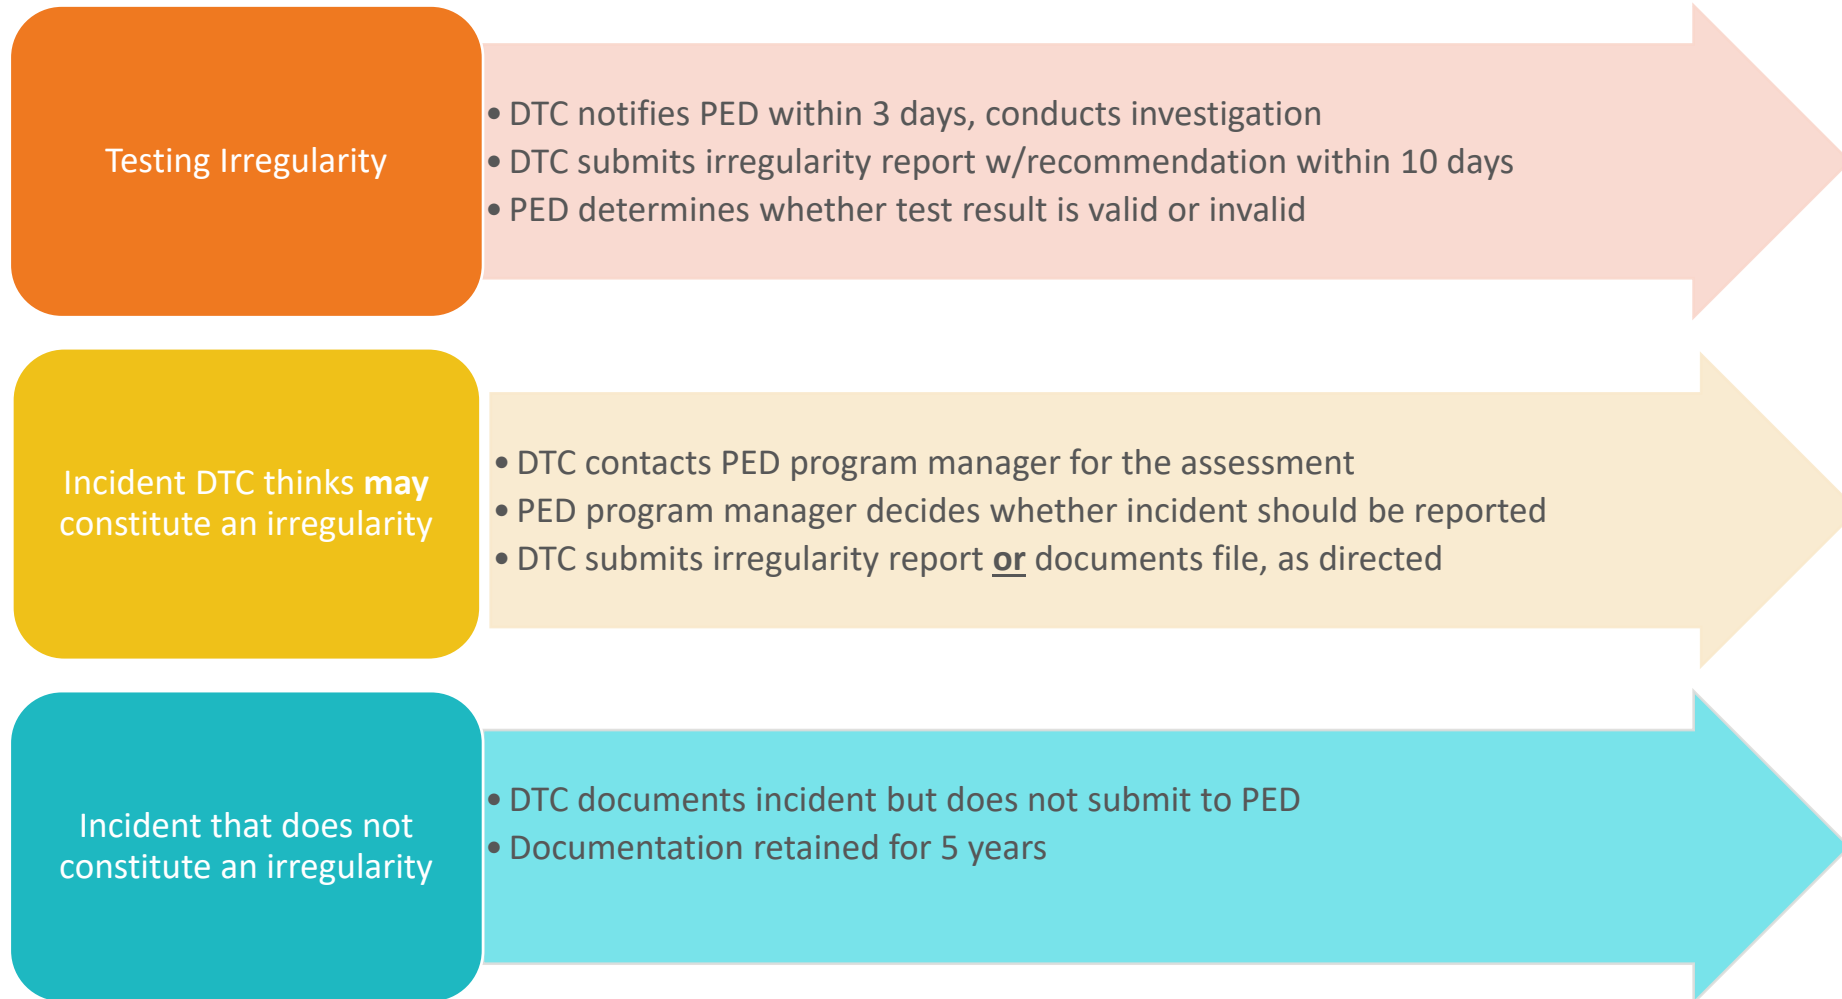 Testing Irregularity
• DTC notifies PED within 3 days, conducts investigation
• DTC submits irregularity report w/recommendation within 10 days
• PED determines whether test result is valid or invalid
Incident DTC thinks may
constitute an irregularity
• DTC contacts PED program manager for the assessment
• PED program manager decides whether incident should be reported
• DTC submits irregularity report or documents file, as directed
Incident that does not
constitute an irregularity
• DTC documents incident but does not submit to PED
• Documentation retained for 5 years